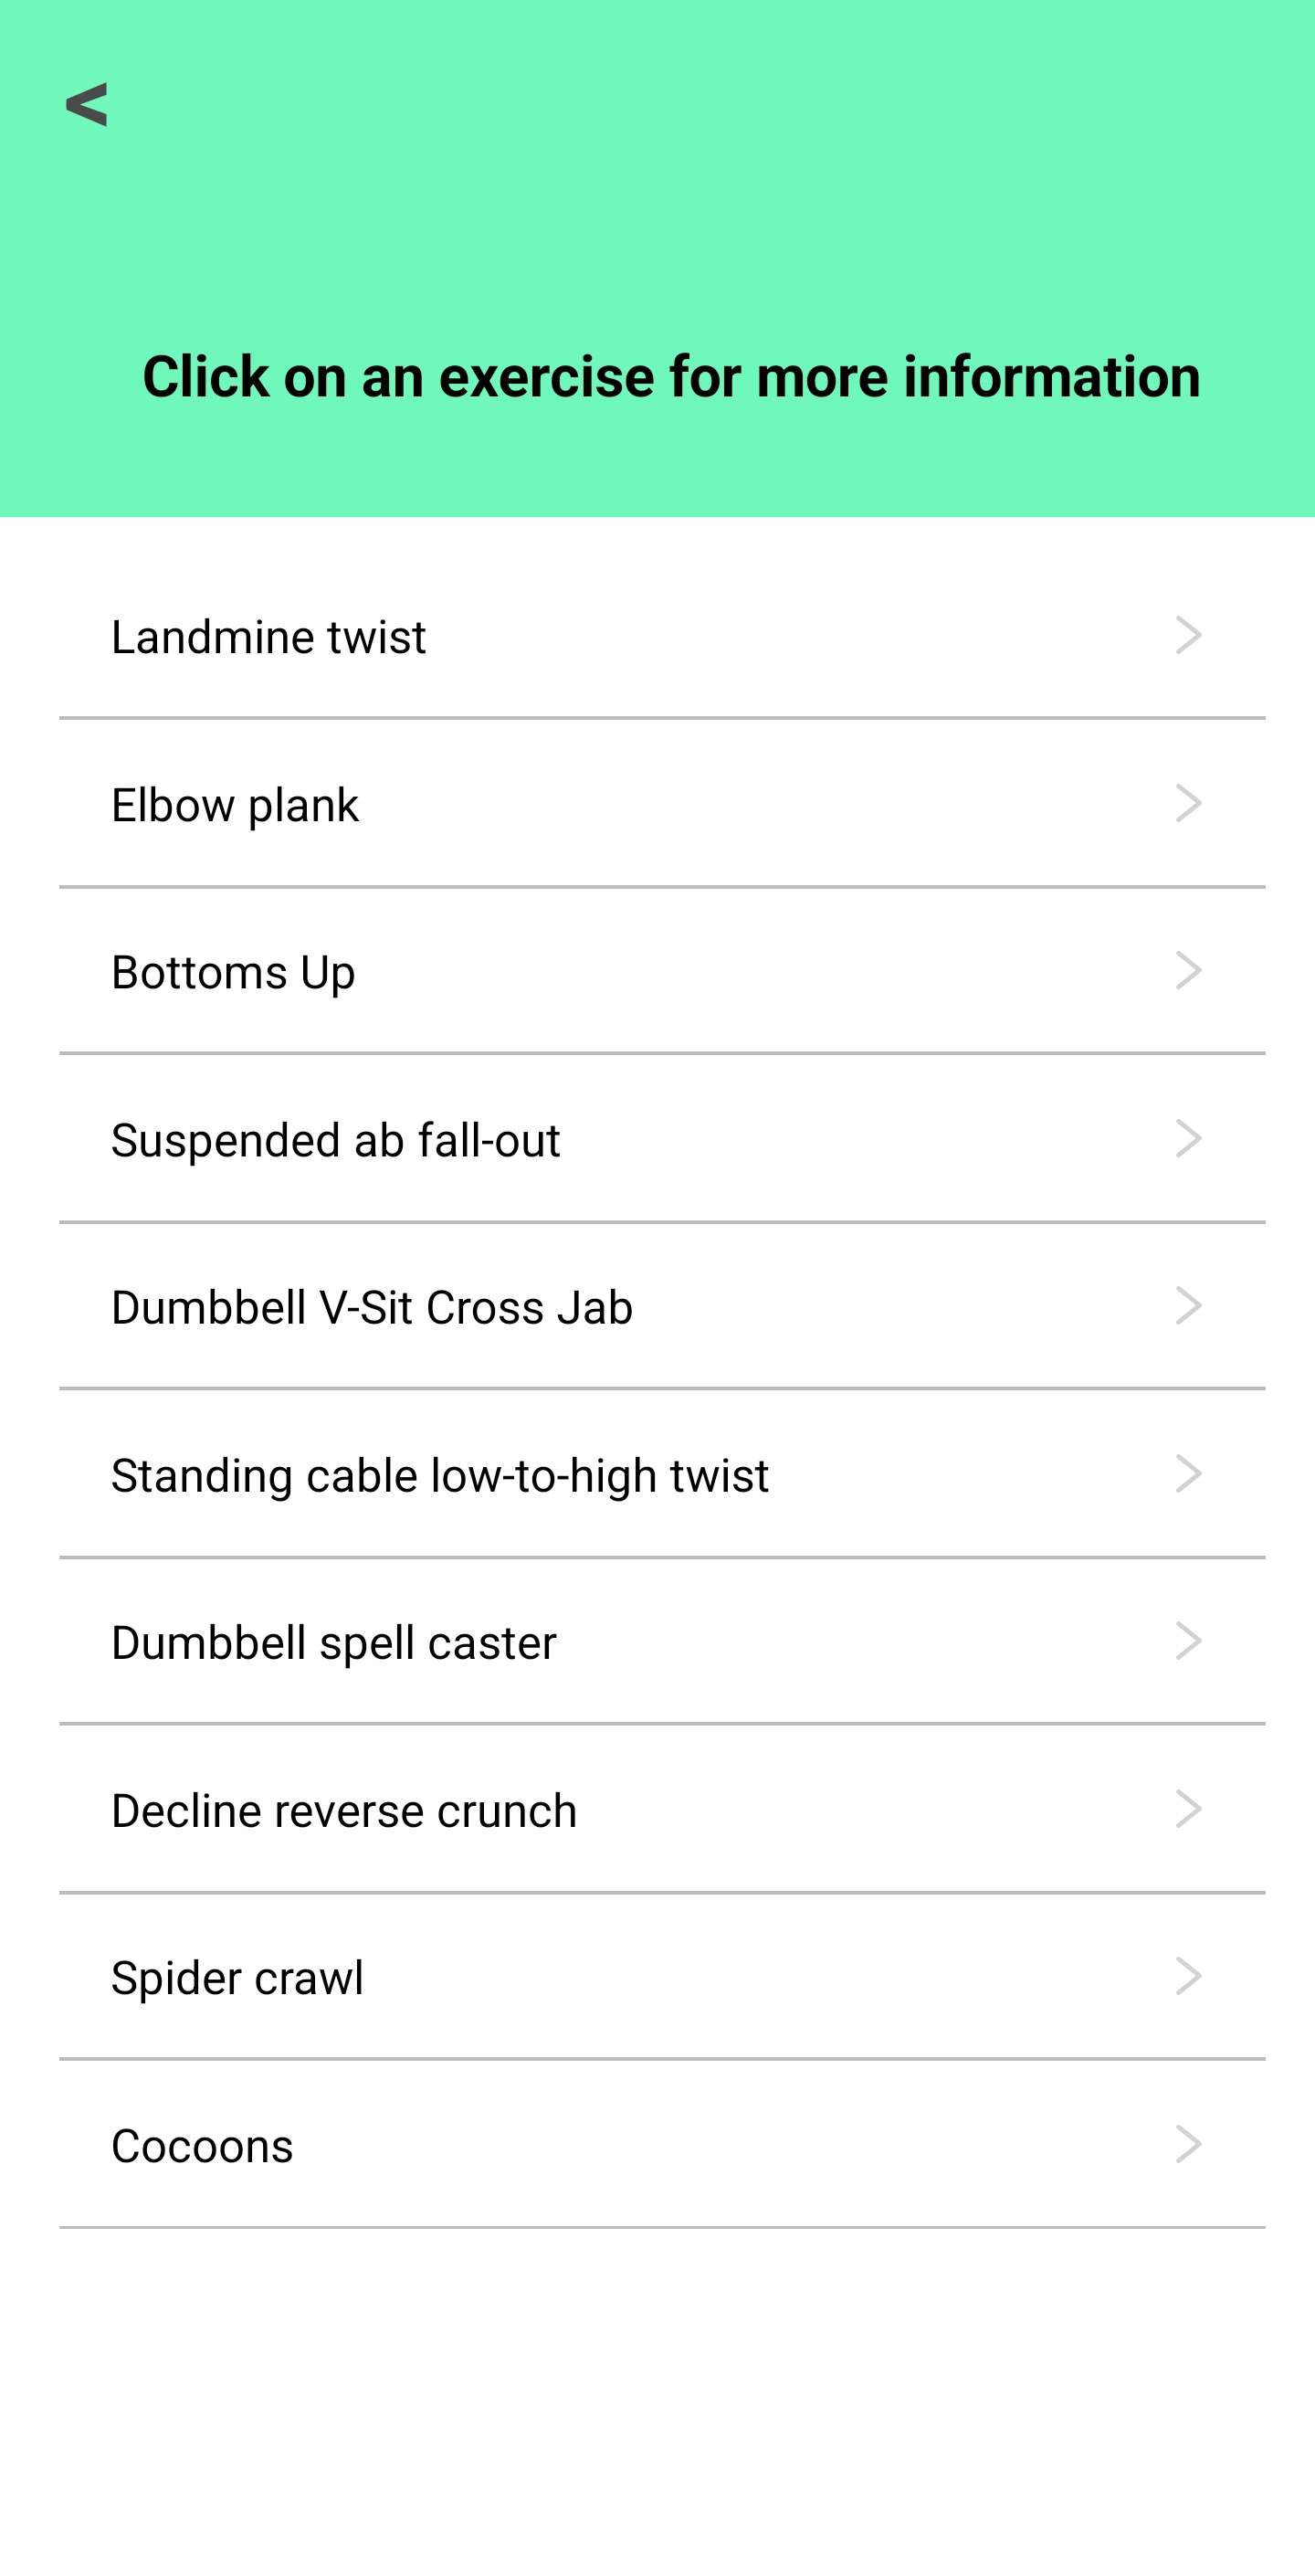 <
Click on an exercise for more information
Landmine twist
Elbow plank
Bottoms Up
Suspended ab fall-out
Dumbbell V-Sit Cross Jab
Standing cable low-to-high twist
Dumbbell spell caster
Decline reverse crunch
Spider crawl
Cocoons